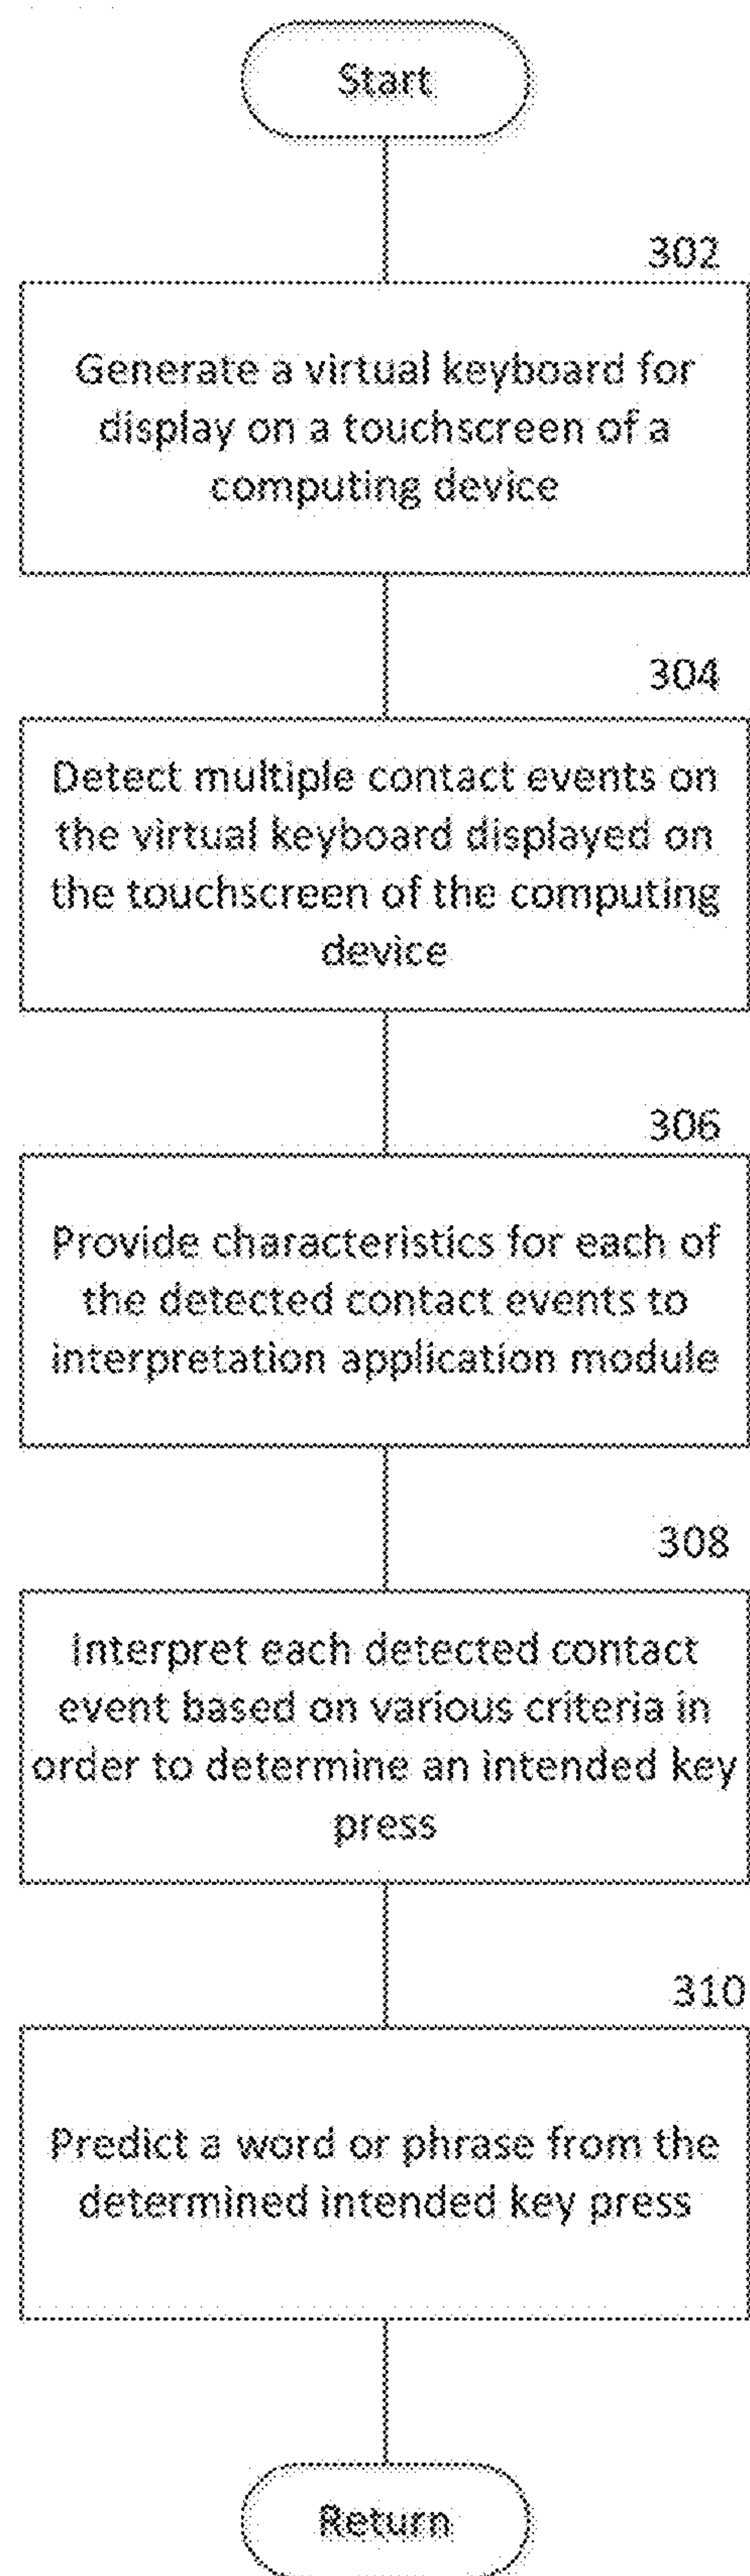 Start
302
Generate a virtual keyboard for
display on a touchscreen of a
computing device
304
Detect multiple contact events on
the virtual keyboard displayed on
the touchscreen of the computing
device
306
Provide characteristics for each of
the detected contact events to
interpretation application module
308
Interpret each detected contact
event based on various criteria in
order to determine an intended key
press
310
Predict a word or phrase from the
determined intended key press
Return